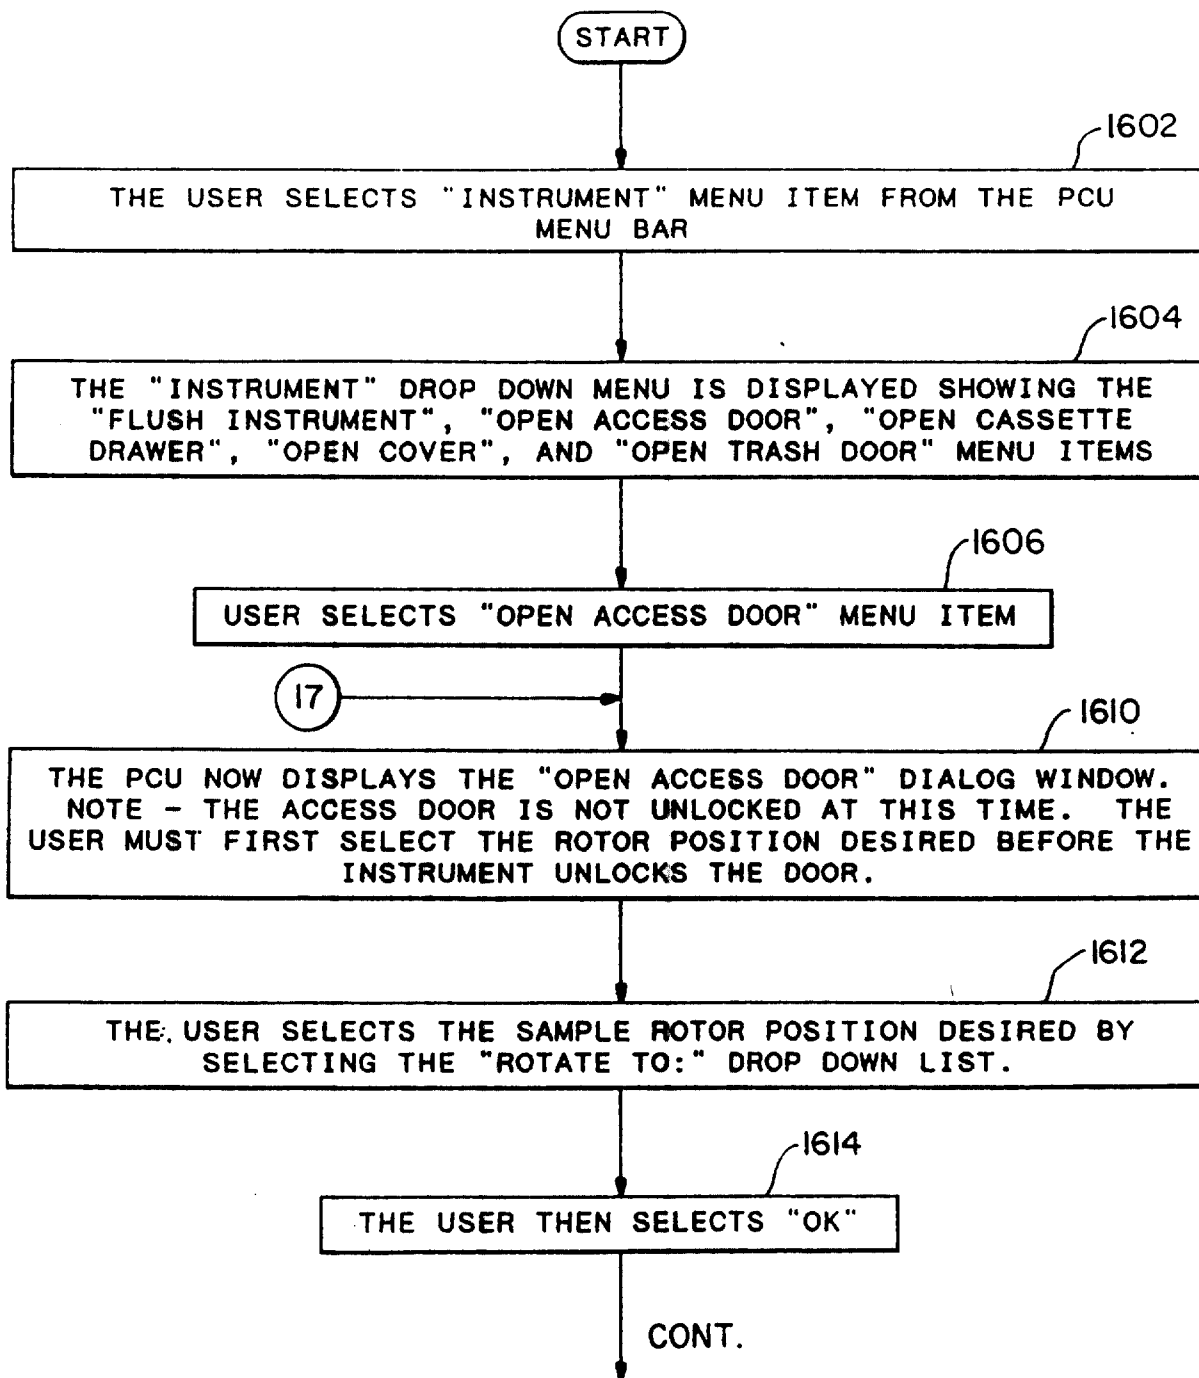 START
1602
THE USER SELECTS "INSTRUMENT" MENU ITEM FROM THE PCU
MENU BAR
1604
THE "INSTRUMENT" DROP DOWN MENU IS DISPLAYED SHOWING THE
"FLUSH INSTRUMENT", "OPEN ACCESS DOOR", "OPEN CASSETTE
DRAWER", "OPEN COVER", AND "OPEN TRASH DOOR" MENU ITEMS
1606
USER SELECTS "OPEN ACCESS DOOR" MENU ITEM
17
1610
THE PCU NOW DISPLAYS THE "OPEN ACCESS DOOR" DIALOG WINDOW.
NOTE - THE ACCESS DOOR IS NOT UNLOCKED AT THIS TIME. THE
USER MUST FIRST SELECT THE ROTOR POSITION DESIRED BEFORE THE
INSTRUMENT UNLOCKS THE DOOR.
1612
THE USER SELECTS THE SAMPLE ROTOR POSITION DESIRED BY
SELECTING THE "ROTATE TO:" DROP DOWN LIST.
1614
THE USER THEN SELECTS "OK"
CONT.